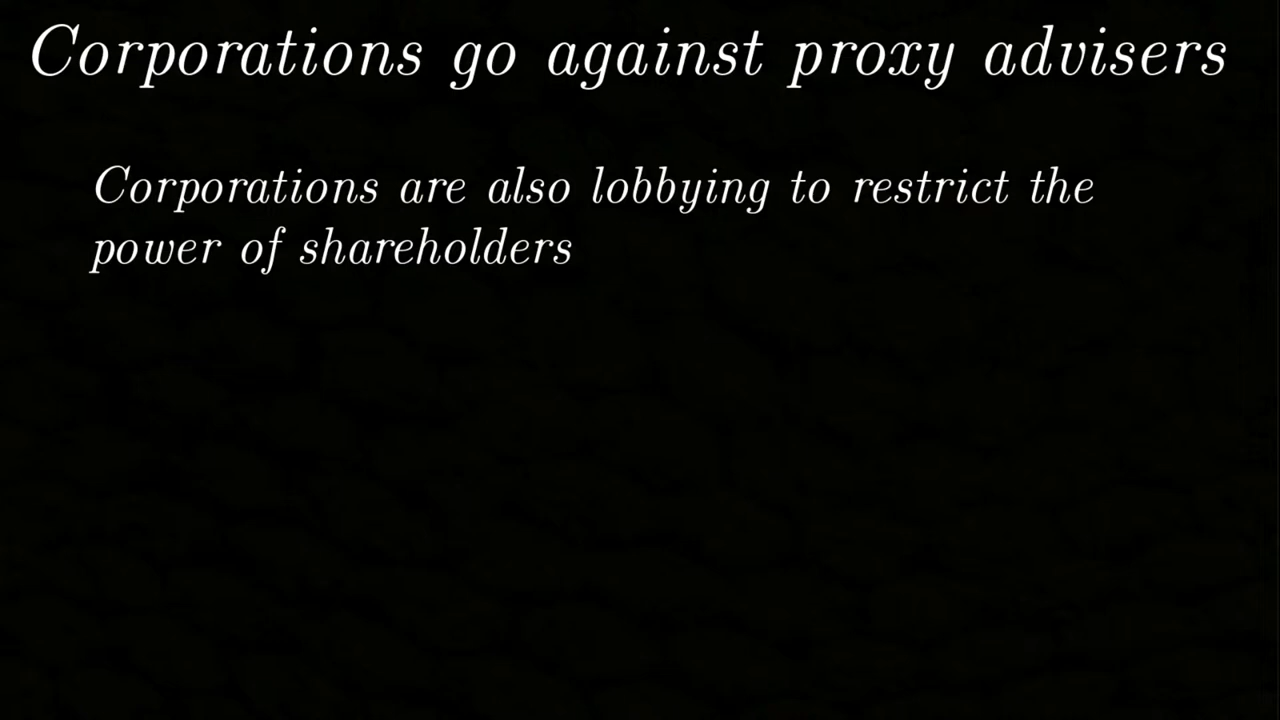 Corporations go against proxy advisers
Corporations are also lobbying to restrict the
power of shareholders